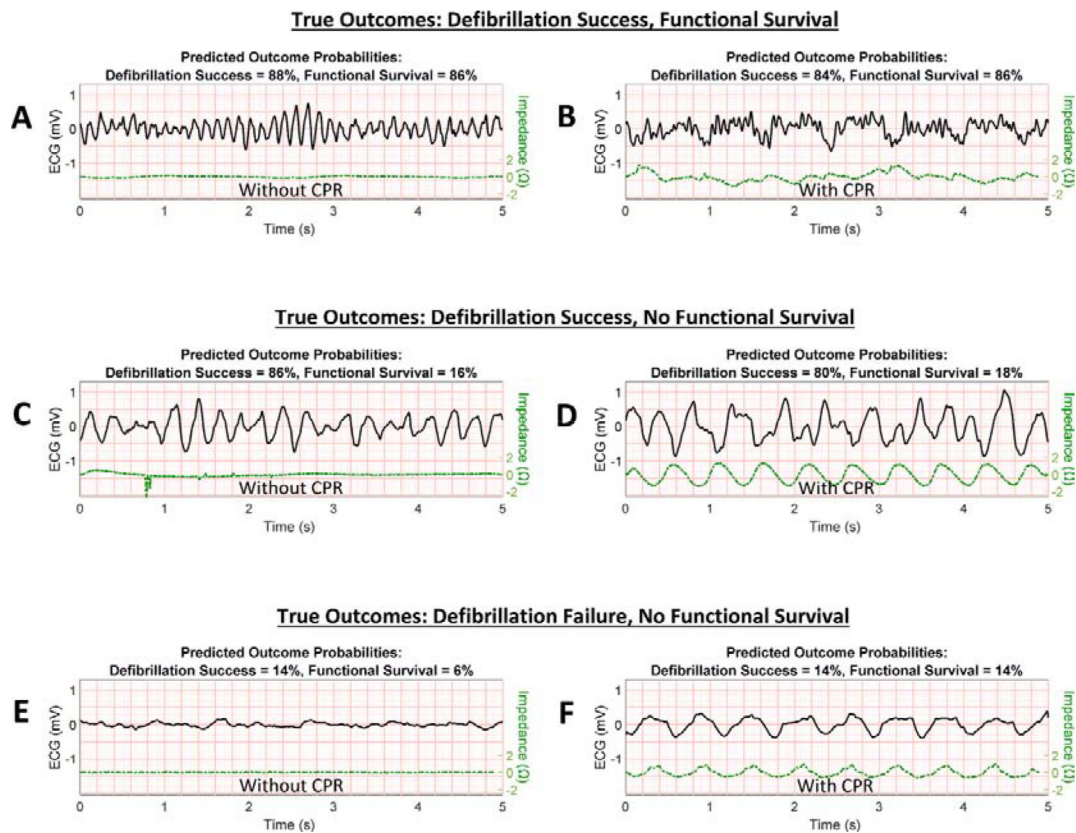 True Outcomes: Defibrillation Success, Functional Survival
Predicted Outcome Probabilities:
Defibrillation Success = 88%, Functional Survival = 86%
A
ECG (mV)
1
0
-1
Impedance (Ω)
2
0
-2
Without CPR
0 1 2 3 4 5
Time (s)
Predicted Outcome Probabilities:
Defibrillation Success = 84%, Functional Survival = 86%
B
ECG (mV)
1
0
-1
Impedance (Ω)
2
0
-2
With CPR
0 1 2 3 4 5
Time (s)
True Outcomes: Defibrillation Success, No Functional Survival
Predicted Outcome Probabilities:
Defibrillation Success = 86%, Functional Survival = 16%
C
ECG (mV)
1
0
-1
Impedance (Ω)
2
0
-2
Without CPR
0 1 2 3 4 5
Time (s)
Predicted Outcome Probabilities:
Defibrillation Success = 80%, Functional Survival = 18%
D
ECG (mV)
1
0
-1
Impedance (Ω)
2
0
-2
With CPR
0 1 2 3 4 5
Time (s)
True Outcomes: Defibrillation Failure, No Functional Survival
Predicted Outcome Probabilities:
Defibrillation Success = 14%, Functional Survival = 6%
E
ECG (mV)
1
0
-1
Impedance (Ω)
2
0
-2
Without CPR
0 1 2 3 4 5
Time (s)
Predicted Outcome Probabilities:
Defibrillation Success = 14%, Functional Survival = 14%
F
ECG (mV)
1
0
-1
Impedance (Ω)
2
0
-2
With CPR
0 1 2 3 4 5
Time (s)